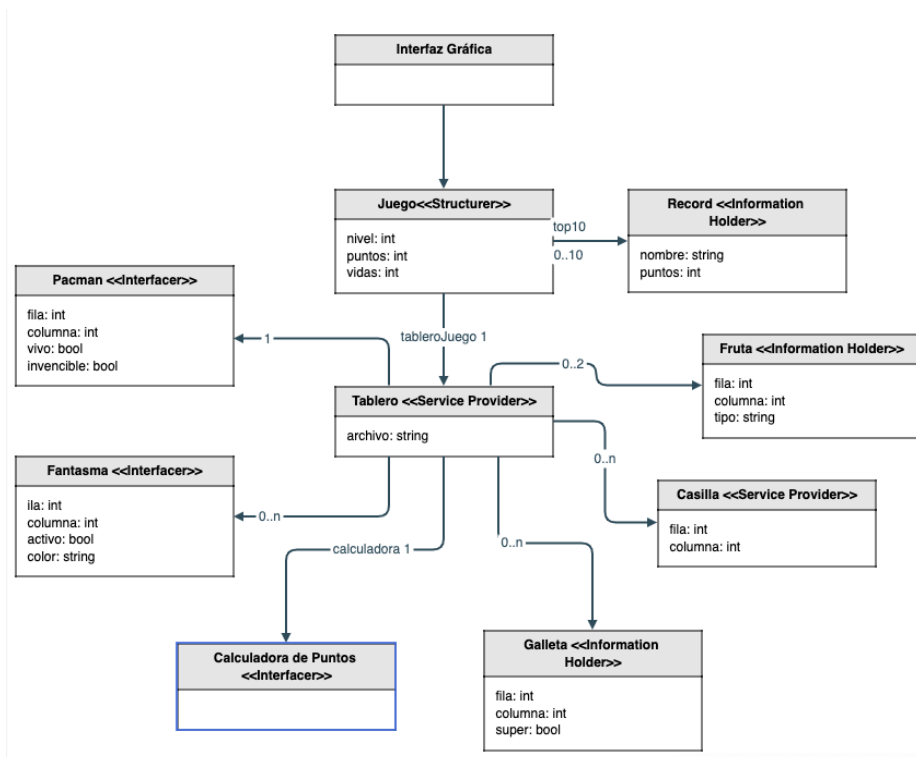 Interfaz Gráfica
Juego<<Structurer>>
nivel: int
puntos: int
vidas: int
top10
0..10
Record <<Information
Holder>>
nombre: string
puntos: int
Pacman <<Interfacer>>
fila: int
columna: int
vivo: bool
invencible: bool
1
tableroJuego 1
Fruta <<Information Holder>>
fila: int
columna: int
tipo: string
0..2
Tablero <<Service Provider>>
archivo: string
Fantasma <<Interfacer>>
ila: int
columna: int
activo: bool
color: string
0..n
0..n
Casilla <<Service Provider>>
fila: int
columna: int
calculadora 1
0..n
Calculadora de Puntos
<<Interfacer>>
Galleta <<Information
Holder>>
fila: int
columna: int
super: bool